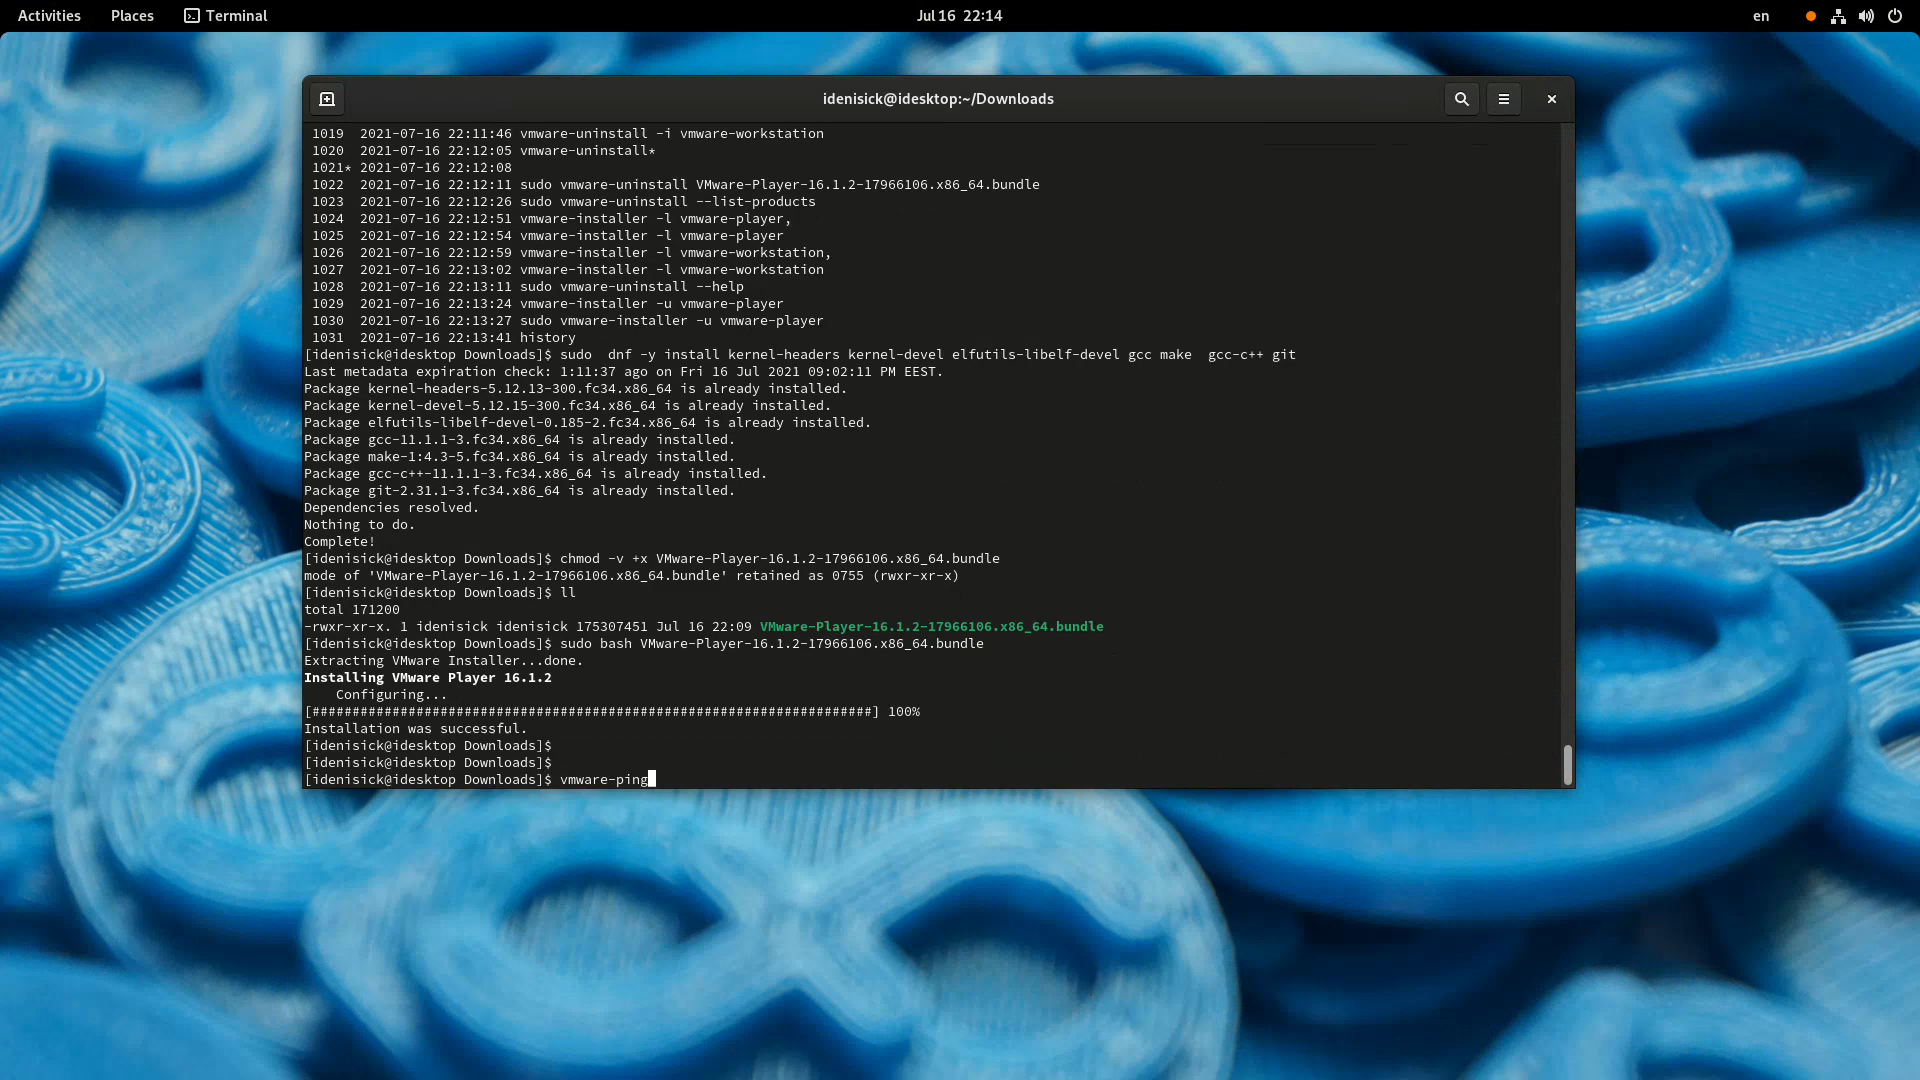 Activities Places Terminal Jul 16 22:14 en
idenisick@idesktop:~/Downloads
1019 2021-07-16 22:11:46 vmware-uninstall -i vmware-workstation
1020 2021-07-16 22:12:05 vmware-uninstall*
1021* 2021-07-16 22:12:08
1022 2021-07-16 22:12:11 sudo vmware-uninstall VMware-Player-16.1.2-17966106.x86_64.bundle
1023 2021-07-16 22:12:26 sudo vmware-uninstall --list-products
1024 2021-07-16 22:12:51 vmware-installer -l vmware-player,
1025 2021-07-16 22:12:54 vmware-installer -l vmware-player
1026 2021-07-16 22:12:59 vmware-installer -l vmware-workstation,
1027 2021-07-16 22:13:02 vmware-installer -l vmware-workstation
1028 2021-07-16 22:13:11 sudo vmware-uninstall --help
1029 2021-07-16 22:13:24 vmware-installer -u vmware-player
1030 2021-07-16 22:13:27 sudo vmware-installer -u vmware-player
1031 2021-07-16 22:13:41 history
[idenisick@idesktop Downloads]$ sudo  dnf -y install kernel-headers kernel-devel elfutils-libelf-devel gcc make  gcc-c++ git
Last metadata expiration check: 1:11:37 ago on Fri 16 Jul 2021 09:02:11 PM EEST.
Package kernel-headers-5.12.13-300.fc34.x86_64 is already installed.
Package kernel-devel-5.12.15-300.fc34.x86_64 is already installed.
Package elfutils-libelf-devel-0.185-2.fc34.x86_64 is already installed.
Package gcc-11.1.1-3.fc34.x86_64 is already installed.
Package make-1:4.3-5.fc34.x86_64 is already installed.
Package gcc-c++-11.1.1-3.fc34.x86_64 is already installed.
Package git-2.31.1-3.fc34.x86_64 is already installed.
Dependencies resolved.
Nothing to do.
Complete!
[idenisick@idesktop Downloads]$ chmod -v +x VMware-Player-16.1.2-17966106.x86_64.bundle
mode of 'VMware-Player-16.1.2-17966106.x86_64.bundle' retained as 0755 (rwxr-xr-x)
[idenisick@idesktop Downloads]$ ll
total 171200
-rwxr-xr-x. 1 idenisick idenisick 175307451 Jul 16 22:09 VMware-Player-16.1.2-17966106.x86_64.bundle
[idenisick@idesktop Downloads]$ sudo bash VMware-Player-16.1.2-17966106.x86_64.bundle
Extracting VMware Installer...done.
Installing VMware Player 16.1.2
Configuring...
[######################################################################] 100%
Installation was successful.
[idenisick@idesktop Downloads]$
[idenisick@idesktop Downloads]$
[idenisick@idesktop Downloads]$ vmware-ping